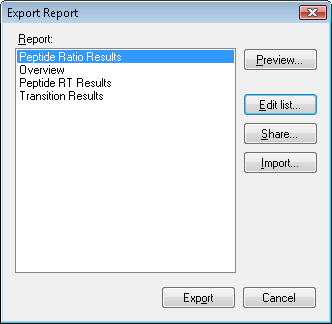 Export Report
Report:
Peptide Ratio Results
Overview
Peptide RT Results
Transition Results
Preview...
Edit list...
Share...
Import...
Export
Cancel